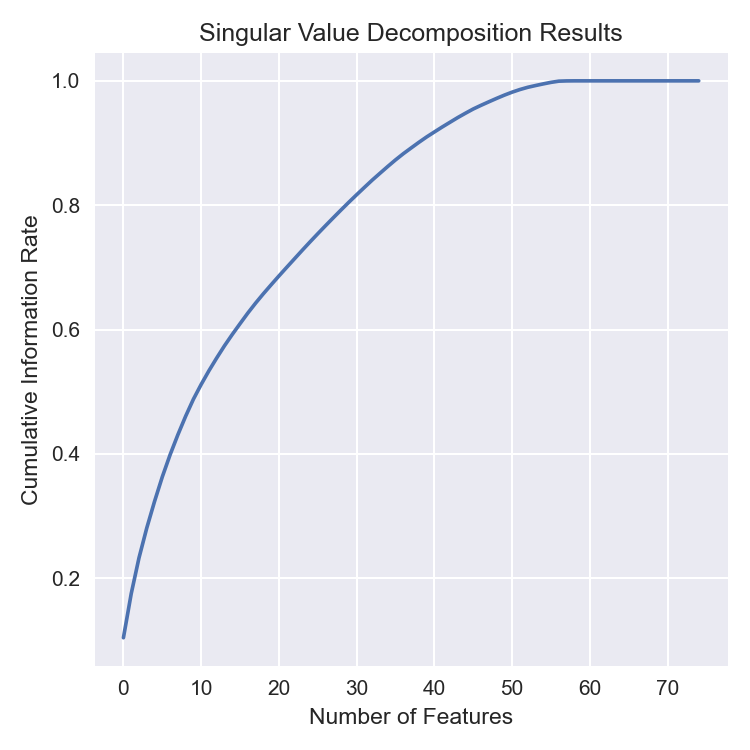 Singular Value Decomposition Results
Cumulative Information Rate
1.0
0.8
0.6
0.4
0.2
0 10 20 30 40 50 60 70
Number of Features